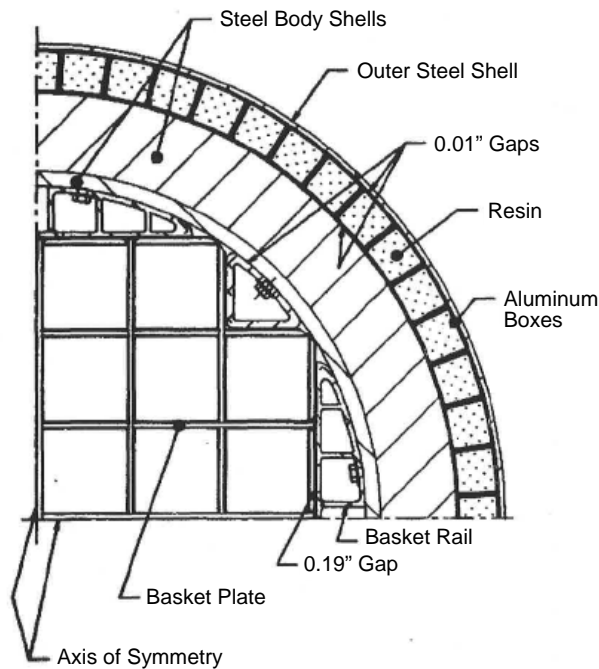 Steel Body Shells
Outer Steel Shell
0.01” Gaps
Resin
Aluminum
Boxes
Basket Rail
0.19” Gap
Basket Plate
Axis of Symmetry